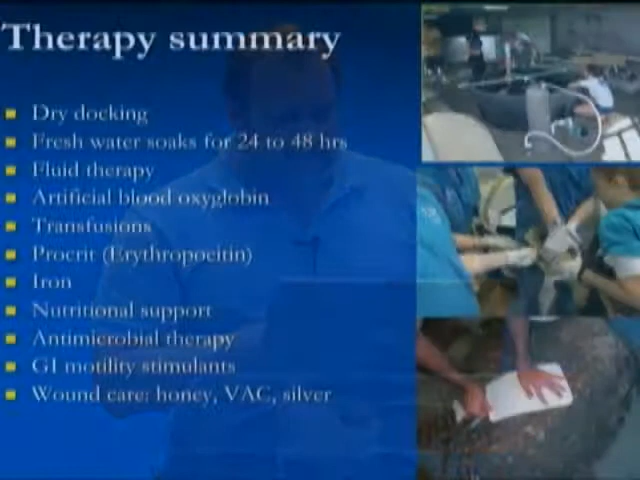 Therapy summary
Dry docking
Fresh water soaks for 24 to 48 hrs
Fluid therapy
Artificial blood oxyglobin
Transfusions
Procrit (Erythropoeitin)
Iron
Nutritional support
Antimicrobial therapy
GI motility stimulants
Wound care: honey, VAC, silver